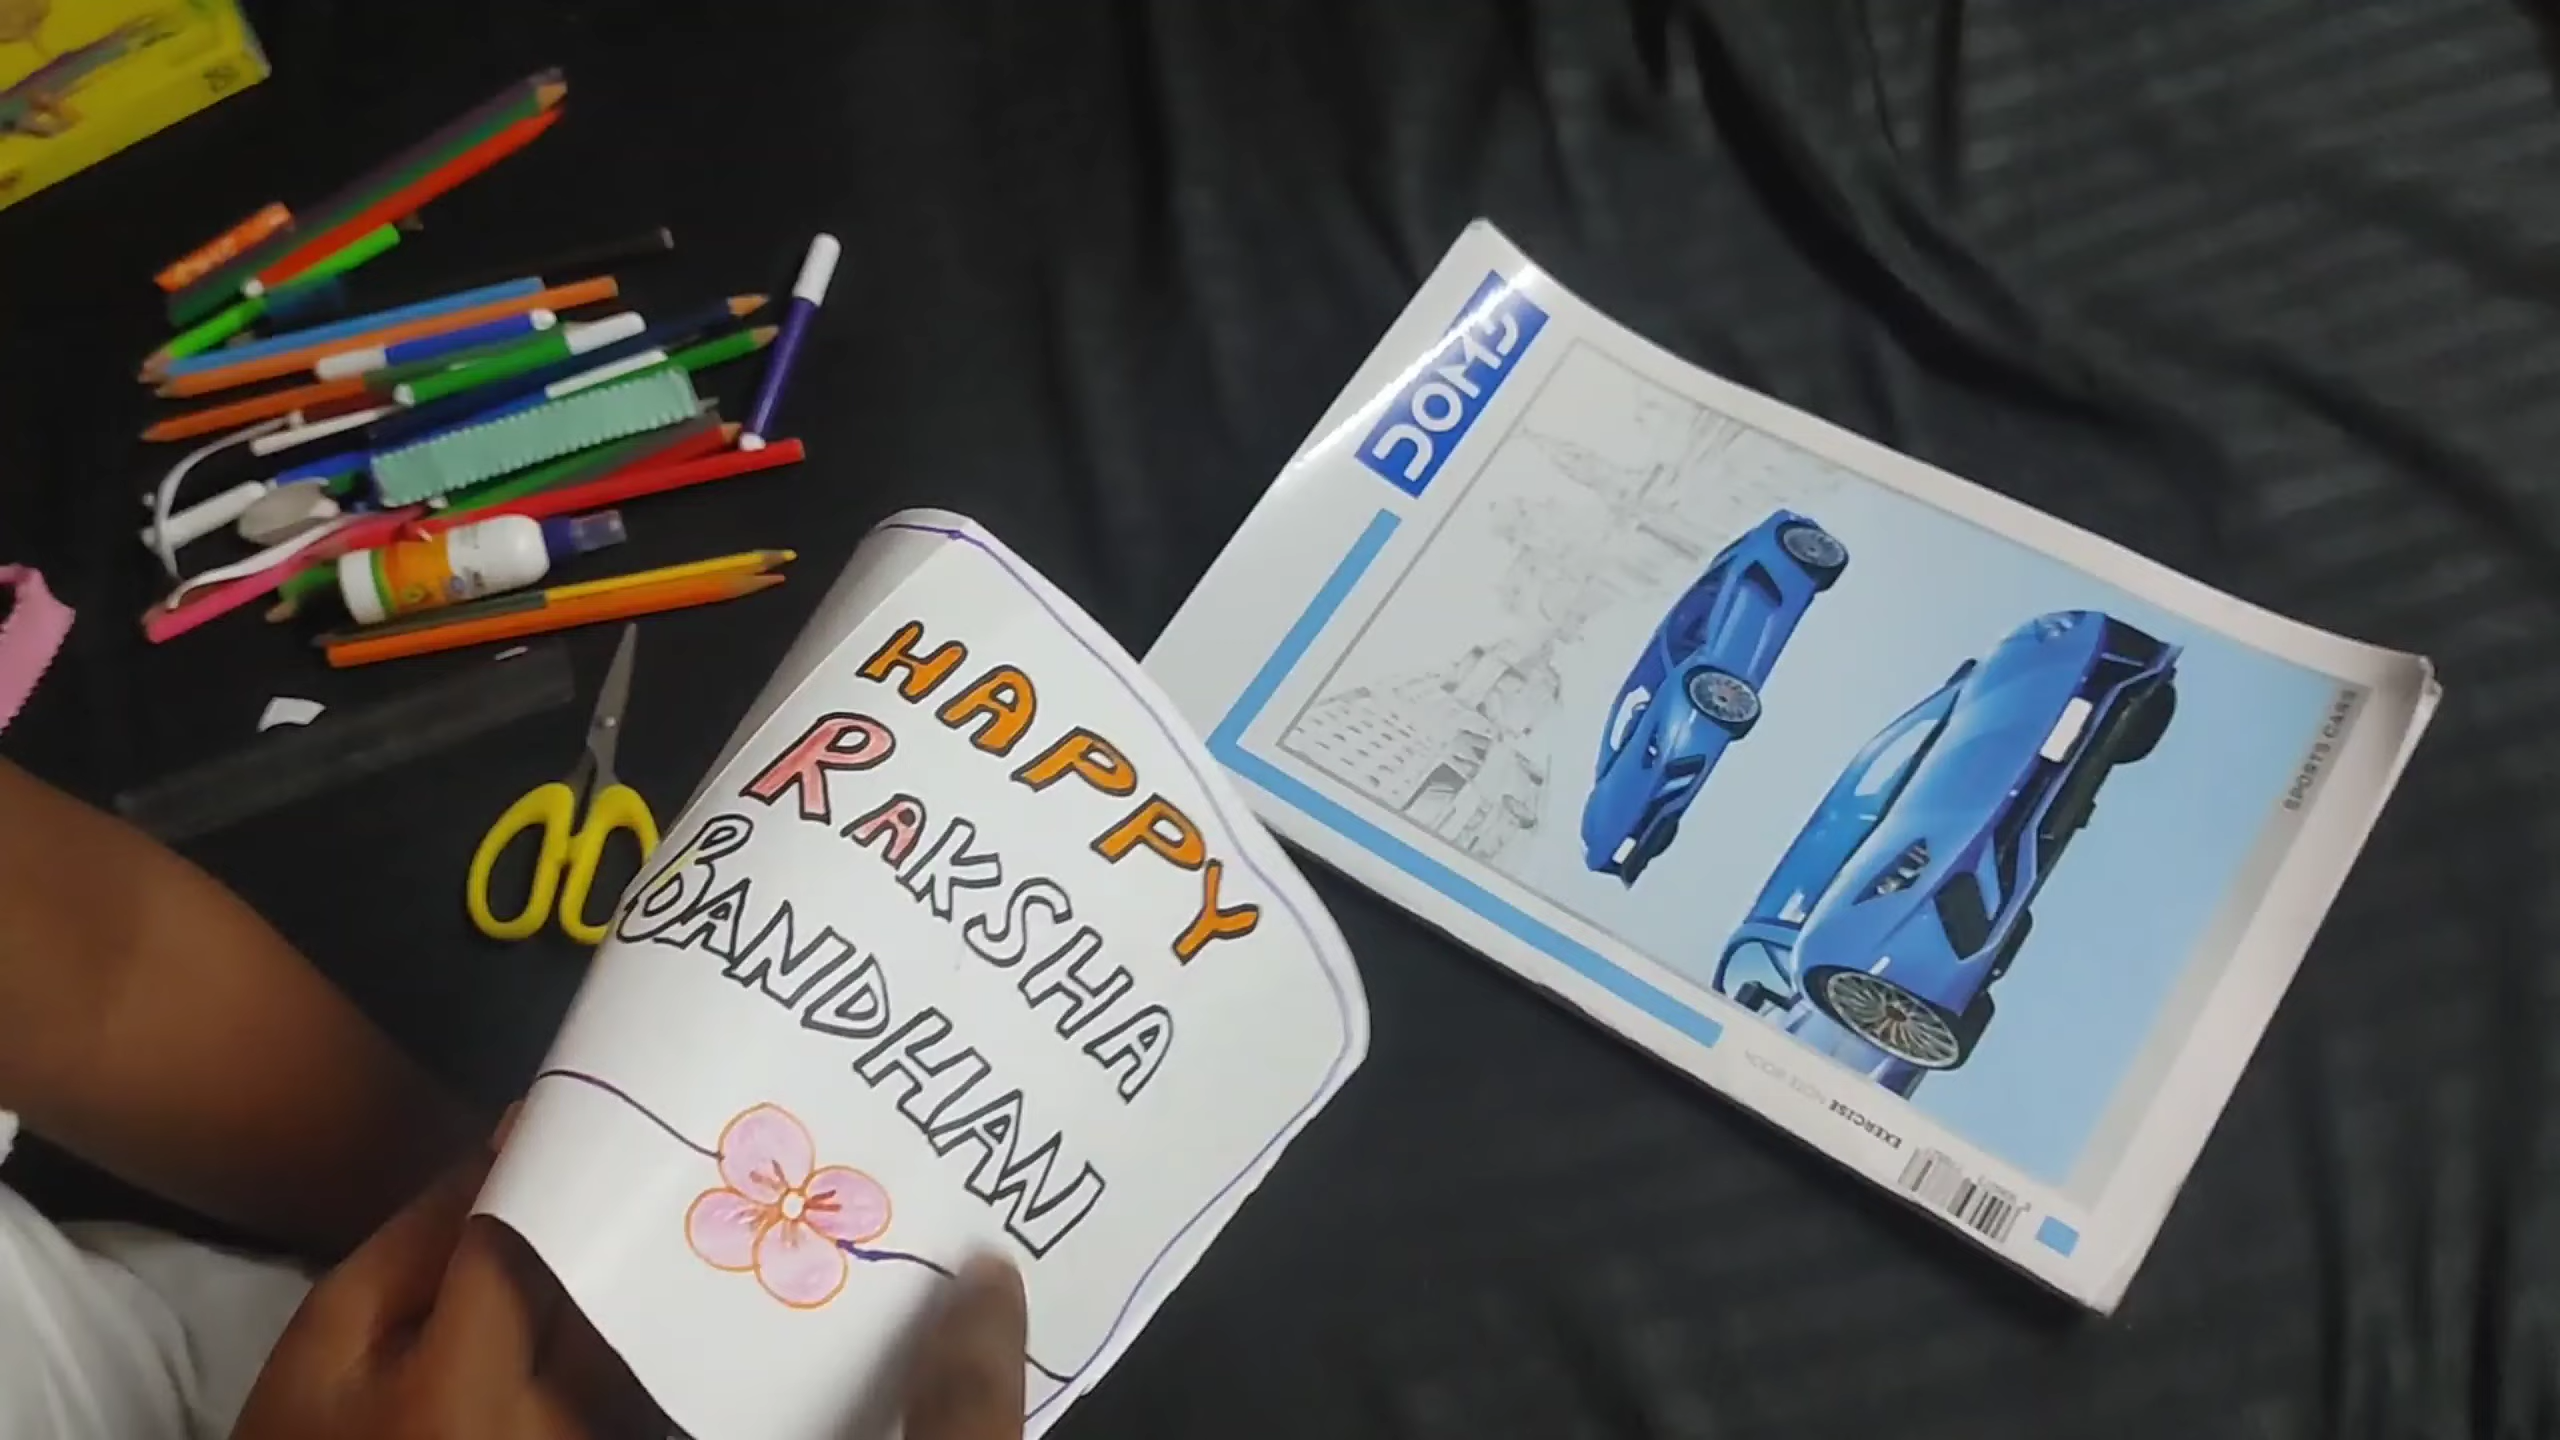 HAPPY
RAKSHA
BANDHAN
DOMS
SPORTS CARS
EXERCISE NOTE BOOK